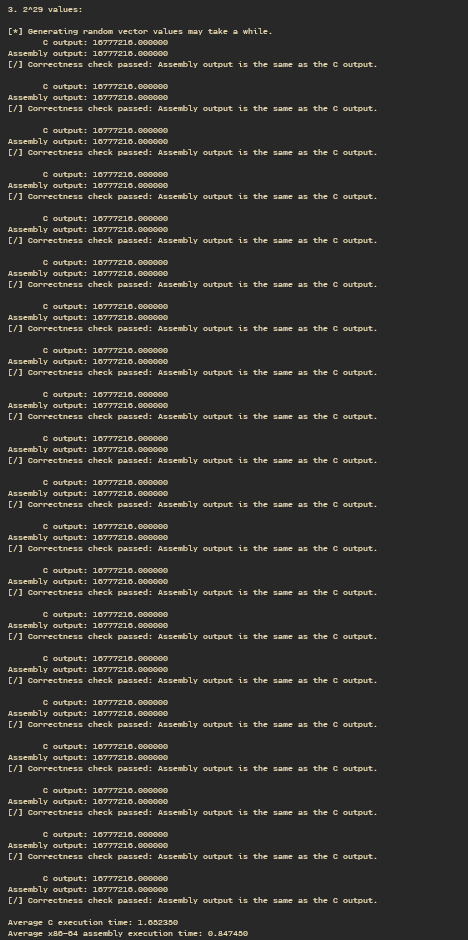 3. 2^29 values:
[*] Generating random vector values may take a while.
C output: 16777216.000000
Assembly output: 16777216.000000
[/] Correctness check passed: Assembly output is the same as the C output.
C output: 16777216.000000
Assembly output: 16777216.000000
[/] Correctness check passed: Assembly output is the same as the C output.
C output: 16777216.000000
Assembly output: 16777216.000000
[/] Correctness check passed: Assembly output is the same as the C output.
C output: 16777216.000000
Assembly output: 16777216.000000
[/] Correctness check passed: Assembly output is the same as the C output.
C output: 16777216.000000
Assembly output: 16777216.000000
[/] Correctness check passed: Assembly output is the same as the C output.
C output: 16777216.000000
Assembly output: 16777216.000000
[/] Correctness check passed: Assembly output is the same as the C output.
C output: 16777216.000000
Assembly output: 16777216.000000
[/] Correctness check passed: Assembly output is the same as the C output.
C output: 16777216.000000
Assembly output: 16777216.000000
[/] Correctness check passed: Assembly output is the same as the C output.
C output: 16777216.000000
Assembly output: 16777216.000000
[/] Correctness check passed: Assembly output is the same as the C output.
C output: 16777216.000000
Assembly output: 16777216.000000
[/] Correctness check passed: Assembly output is the same as the C output.
C output: 16777216.000000
Assembly output: 16777216.000000
[/] Correctness check passed: Assembly output is the same as the C output.
C output: 16777216.000000
Assembly output: 16777216.000000
[/] Correctness check passed: Assembly output is the same as the C output.
C output: 16777216.000000
Assembly output: 16777216.000000
[/] Correctness check passed: Assembly output is the same as the C output.
C output: 16777216.000000
Assembly output: 16777216.000000
[/] Correctness check passed: Assembly output is the same as the C output.
C output: 16777216.000000
Assembly output: 16777216.000000
[/] Correctness check passed: Assembly output is the same as the C output.
C output: 16777216.000000
Assembly output: 16777216.000000
[/] Correctness check passed: Assembly output is the same as the C output.
C output: 16777216.000000
Assembly output: 16777216.000000
[/] Correctness check passed: Assembly output is the same as the C output.
C output: 16777216.000000
Assembly output: 16777216.000000
[/] Correctness check passed: Assembly output is the same as the C output.
C output: 16777216.000000
Assembly output: 16777216.000000
[/] Correctness check passed: Assembly output is the same as the C output.
C output: 16777216.000000
Assembly output: 16777216.000000
[/] Correctness check passed: Assembly output is the same as the C output.
Average C execution time: 1.652350
Average x86-64 assembly execution time: 0.847450